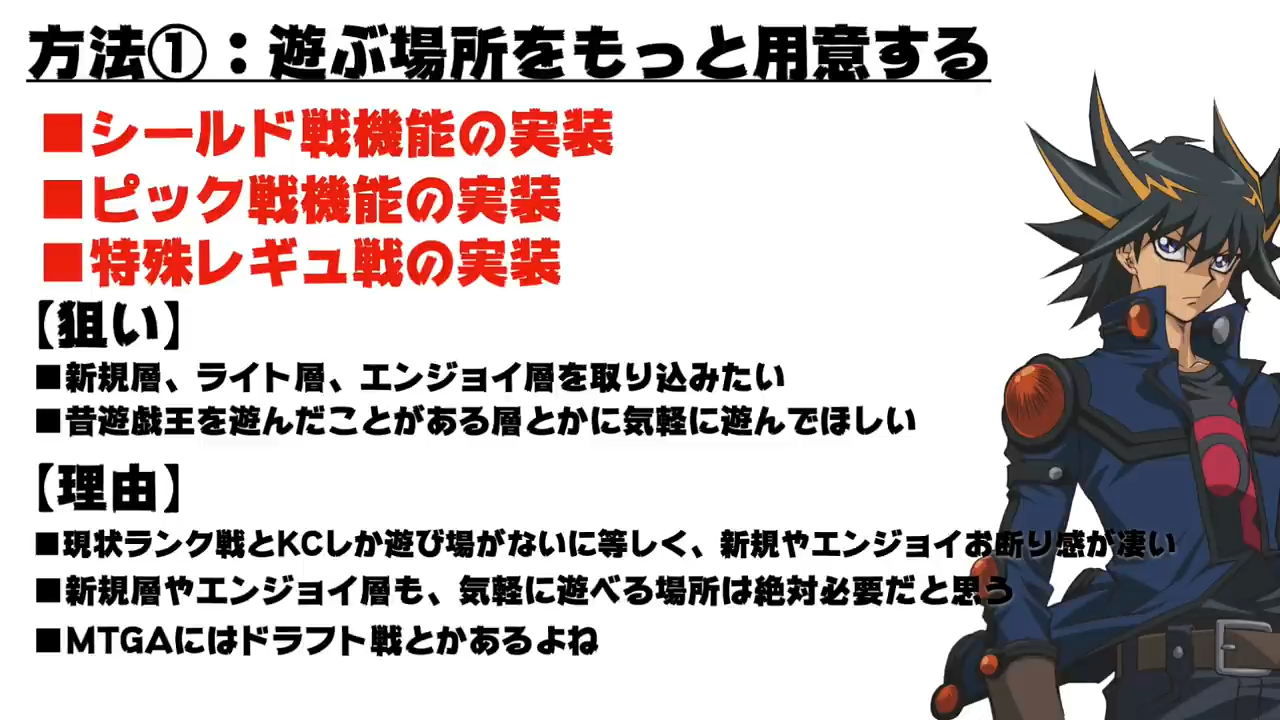 方法①：遊ぶ場所をもっと用意する
■シールド戦機能の実装
■ピック戦機能の実装
■特殊レギュ戦の実装
【狙い】
■新規層、ライト層、エンジョイ層を取り込みたい
■昔遊戯王を遊んだことがある層とかに気軽に遊んでほしい
【理由】
■現状ランク戦とKCしか遊び場がないに等しく、新規やエンジョイお断り感が凄い
■新規層やエンジョイ層も、気軽に遊べる場所は絶対必要だと思う
■MTGAにはドラフト戦とかあるよね